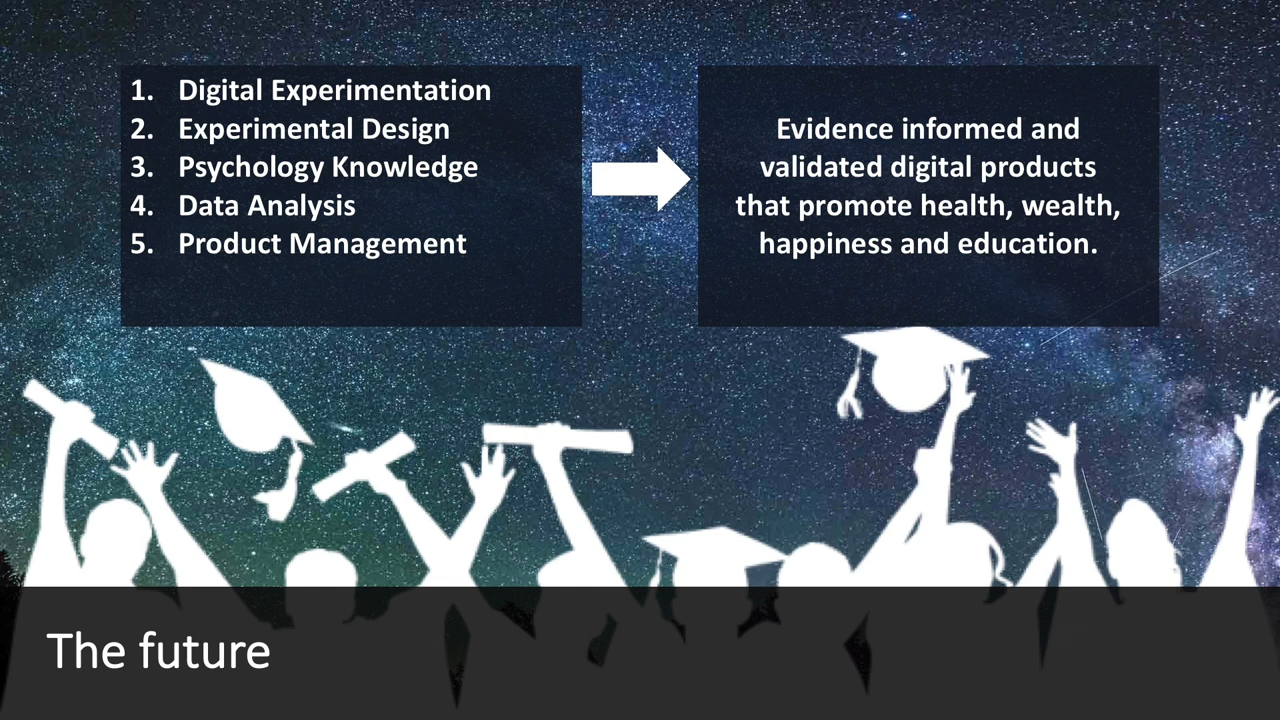 1. Digital Experimentation
2. Experimental Design
3. Psychology Knowledge
4. Data Analysis
5. Product Management
Evidence informed and
validated digital products
that promote health, wealth,
happiness and education.
The future